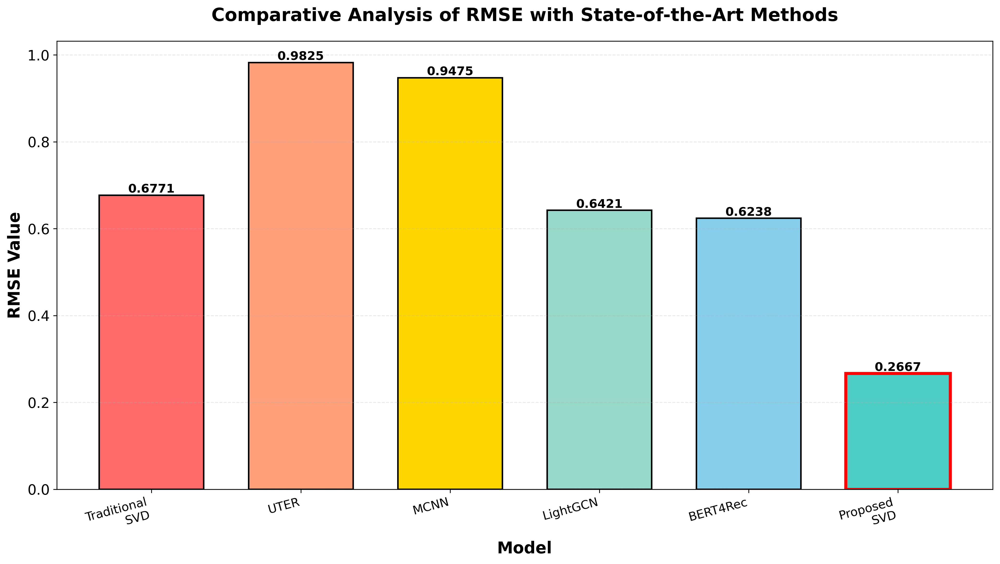 Comparative Analysis of RMSE with State-of-the-Art Methods
RMSE Value
1.0
0.8
0.6
0.4
0.2
0.0
0.6771
0.9825
0.9475
0.6421
0.6238
0.2667
Traditional
SVD
UTER
MCNN
LightGCN
BERT4Rec
Proposed
SVD
Model